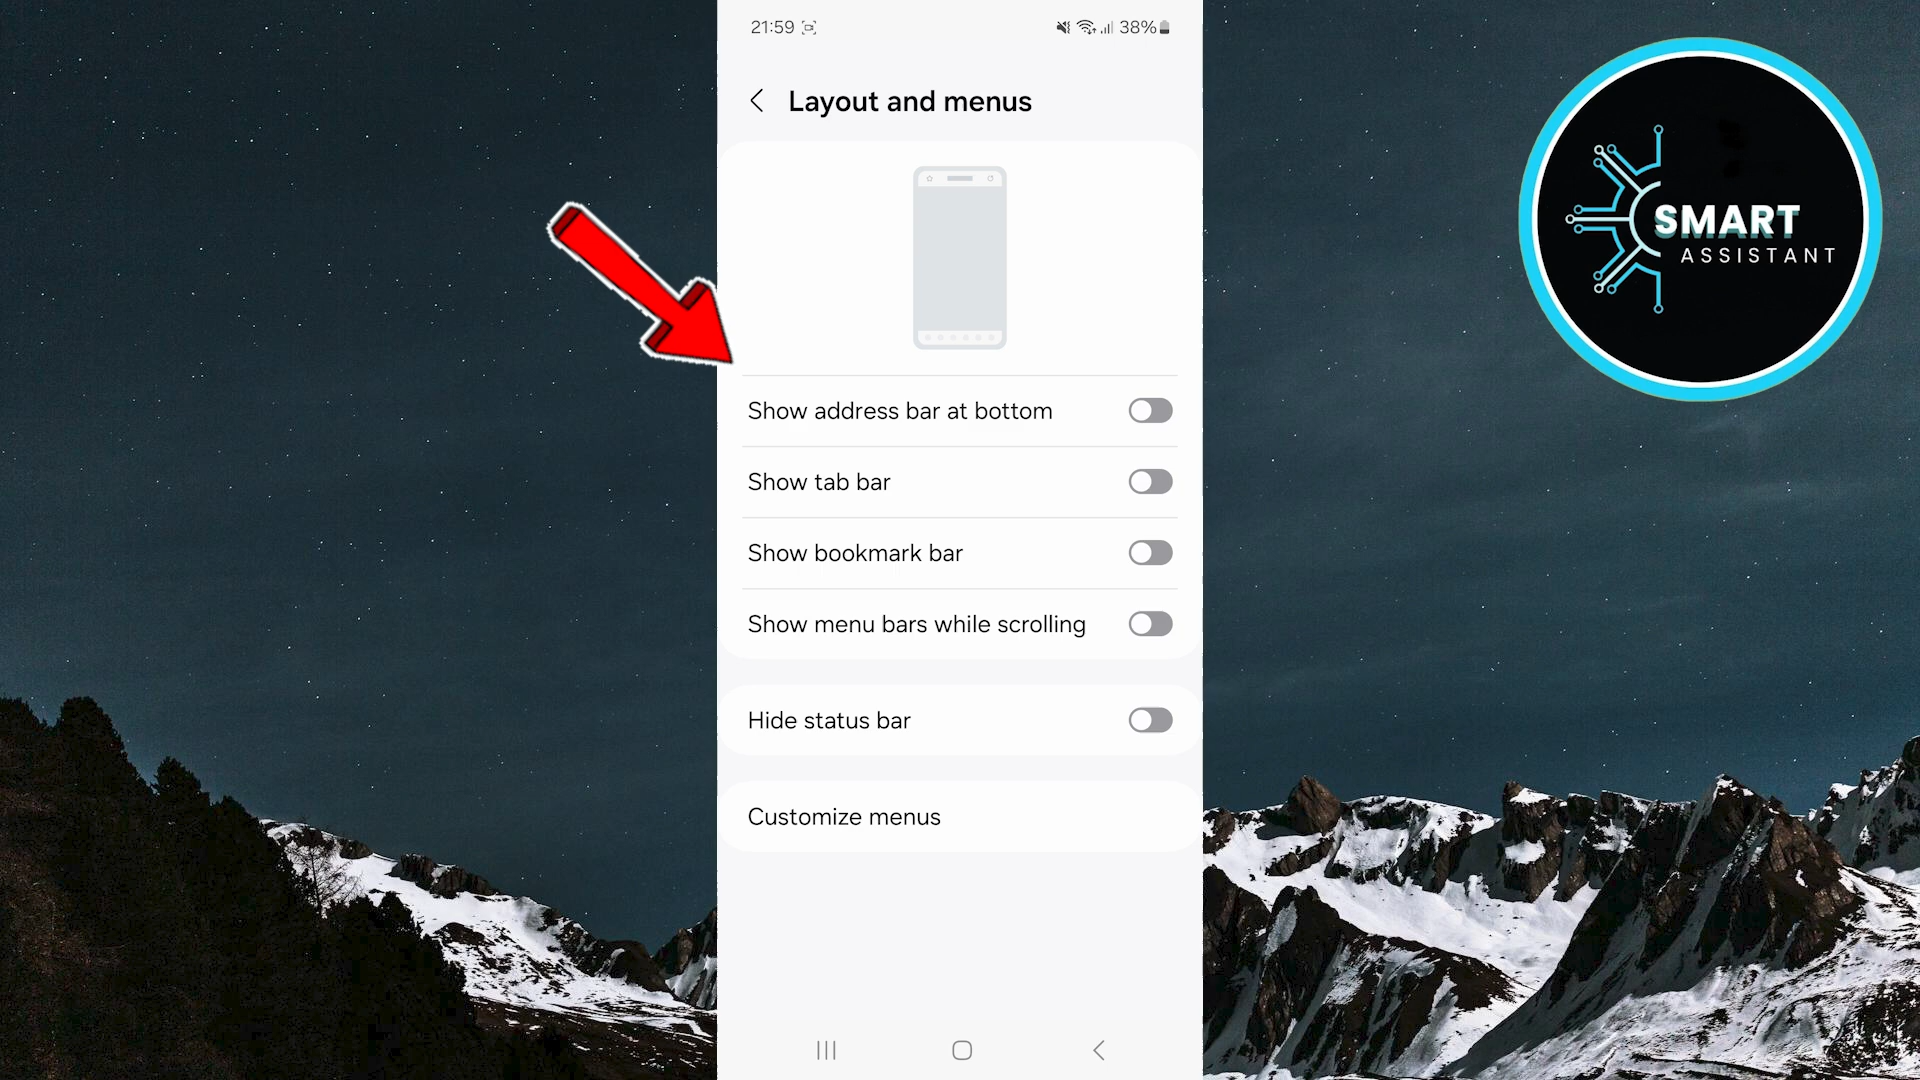 21:59
38%
Layout and menus
Show address bar at bottom
Show tab bar
Show bookmark bar
Show menu bars while scrolling
Hide status bar
Customize menus
SMART
ASSISTANT